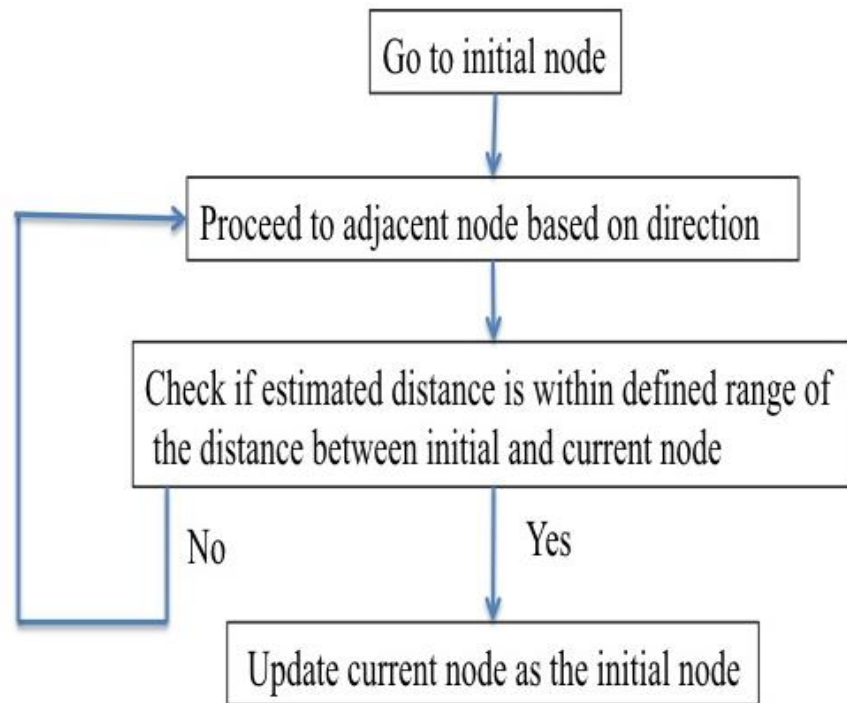 Go to initial node
Proceed to adjacent node based on direction
Check if estimated distance is within defined range of
the distance between initial and current node
No
Yes
Update current node as the initial node